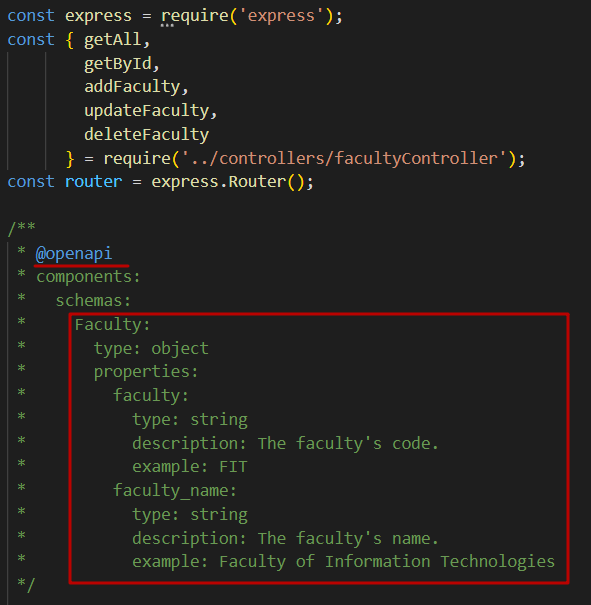 const express = require('express');
const { getAll,
        getById,
        addFaculty,
        updateFaculty,
        deleteFaculty
      } = require('../controllers/facultyController');
const router = express.Router();

/**
 * @openapi
 * components:
 *   schemas:
 *     Faculty:
 *       type: object
 *       properties:
 *         faculty:
 *           type: string
 *           description: The faculty's code.
 *           example: FIT
 *         faculty_name:
 *           type: string
 *           description: The faculty's name.
 *           example: Faculty of Information Technologies
 */